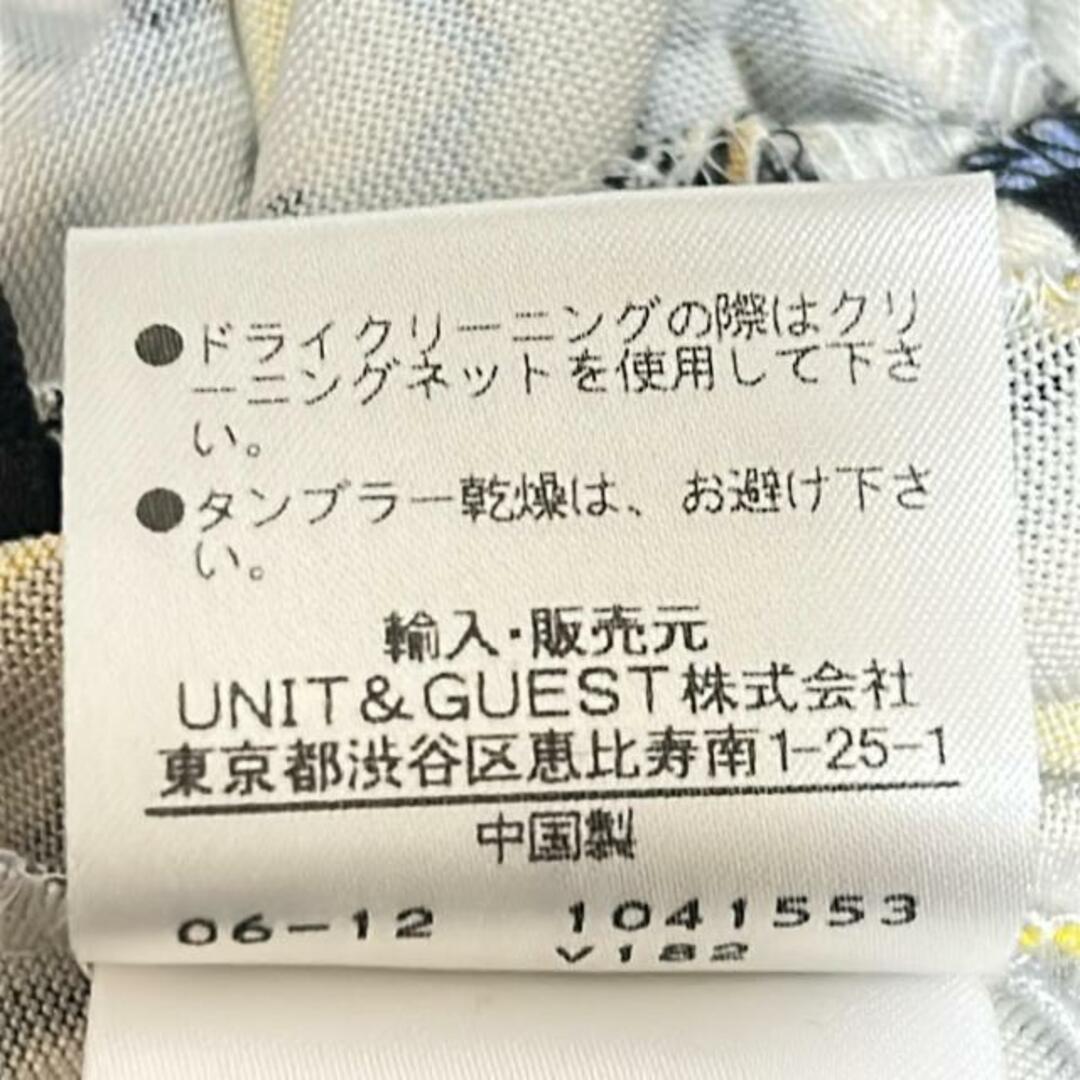 ●ドライクリーニングの際はクリ
ーニングネットを使用して下さ
い。
●タンブラー乾燥は、お避け下さ
い。
輸入・販売元
UNIT&GUEST株式会社
東京都渋谷区恵比寿南1-25-1
中国製
06-12 1041553
V182